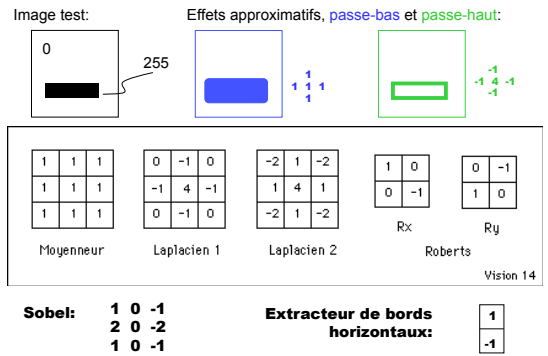 Image test:
Effets approximatifs, passe-bas et passe-haut:
0
255
1
1 1 1
1
-1
-1 4 -1
-1
1 1 1
1 1 1
1 1 1
Moyenneur
0 -1 0
-1 4 -1
0 -1 0
Laplacien 1
-2 1 -2
1 4 1
-2 1 -2
Laplacien 2
1 0
0 -1
Rx
0 -1
1 0
Ry
Roberts
Vision 14
Sobel:
1 0 -1
2 0 -2
1 0 -1
Extracteur de bords
horizontaux:
1
-1